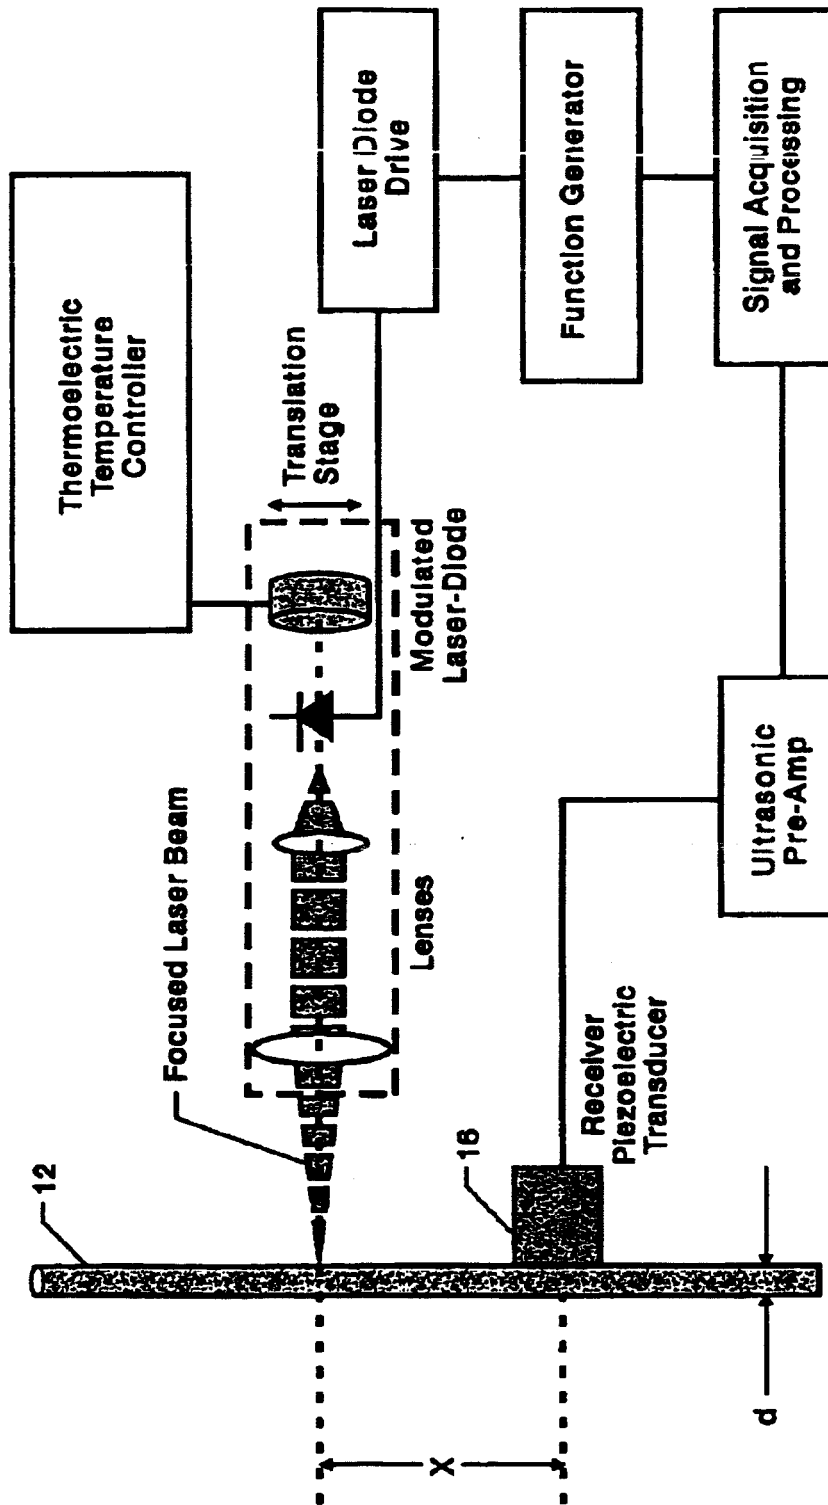 12
Thermoelectric
Temperature
Controller
Focused Laser Beam
Translation
Stage
Laser Diode
Drive
Lenses
Modulated
Laser-Diode
X
16
Function Generator
Receiver
Piezoelectric
Transducer
d
Ultrasonic
Pre-Amp
Signal Acquisition
and Processing